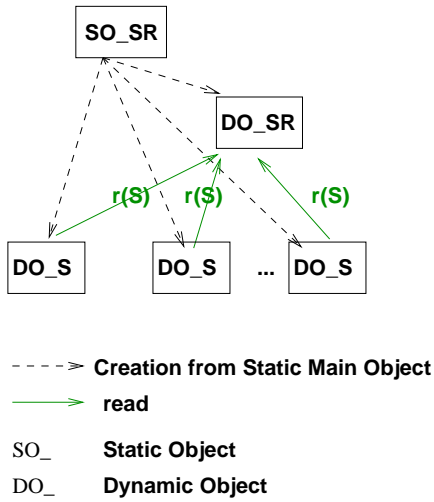 SO_SR
DO_SR
r(S) r(S) r(S)
DO_S DO_S ... DO_S
Creation from Static Main Object
read
SO_ Static Object
DO_ Dynamic Object